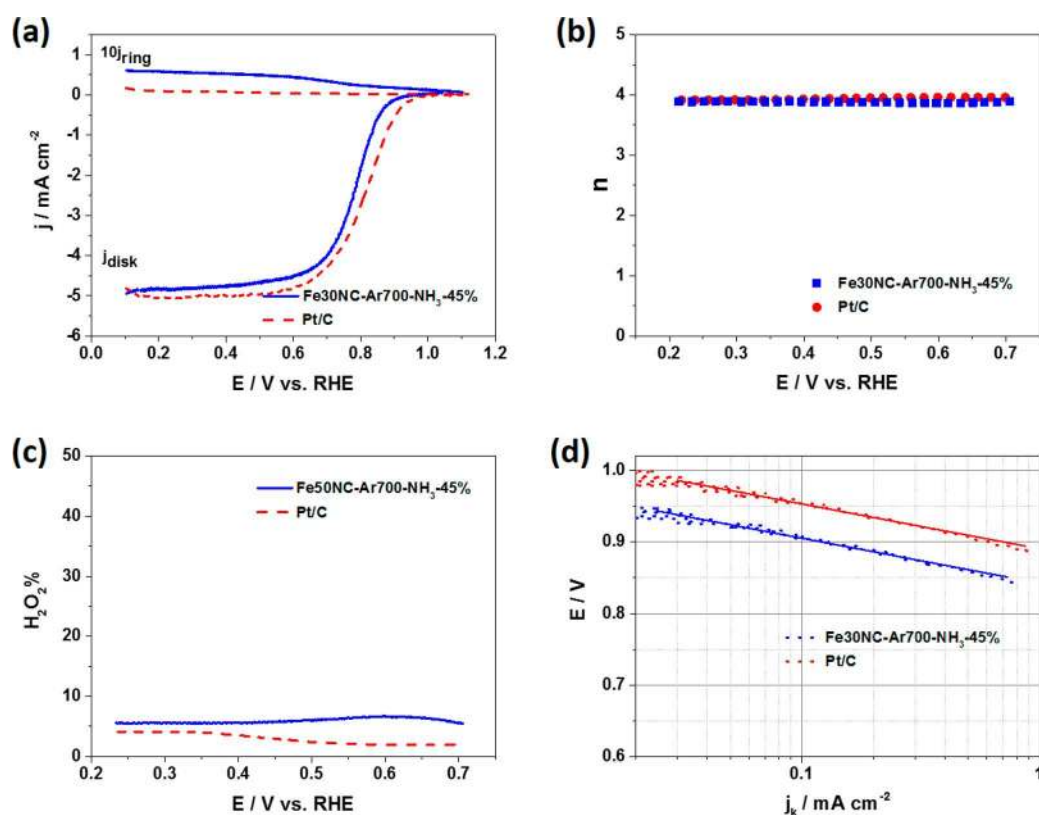 (a)
1
0
-1
-2
-3
-4
-5
-6
j / mA cm⁻²
¹⁰jring
jdisk
Fe30NC-Ar700-NH₃-45%
Pt/C
0.0 0.2 0.4 0.6 0.8 1.0 1.2
E / V vs. RHE
(b)
5
4
3
2
1
0
n
Fe30NC-Ar700-NH₃-45%
Pt/C
0.2 0.3 0.4 0.5 0.6 0.7
E / V vs. RHE
(c)
50
40
30
20
10
0
H₂O₂%
Fe50NC-Ar700-NH₃-45%
Pt/C
0.2 0.3 0.4 0.5 0.6 0.7
E / V vs. RHE
(d)
1.0
0.9
0.8
0.7
0.6
E / V
Fe30NC-Ar700-NH₃-45%
Pt/C
0.1 1
jₖ / mA cm⁻²